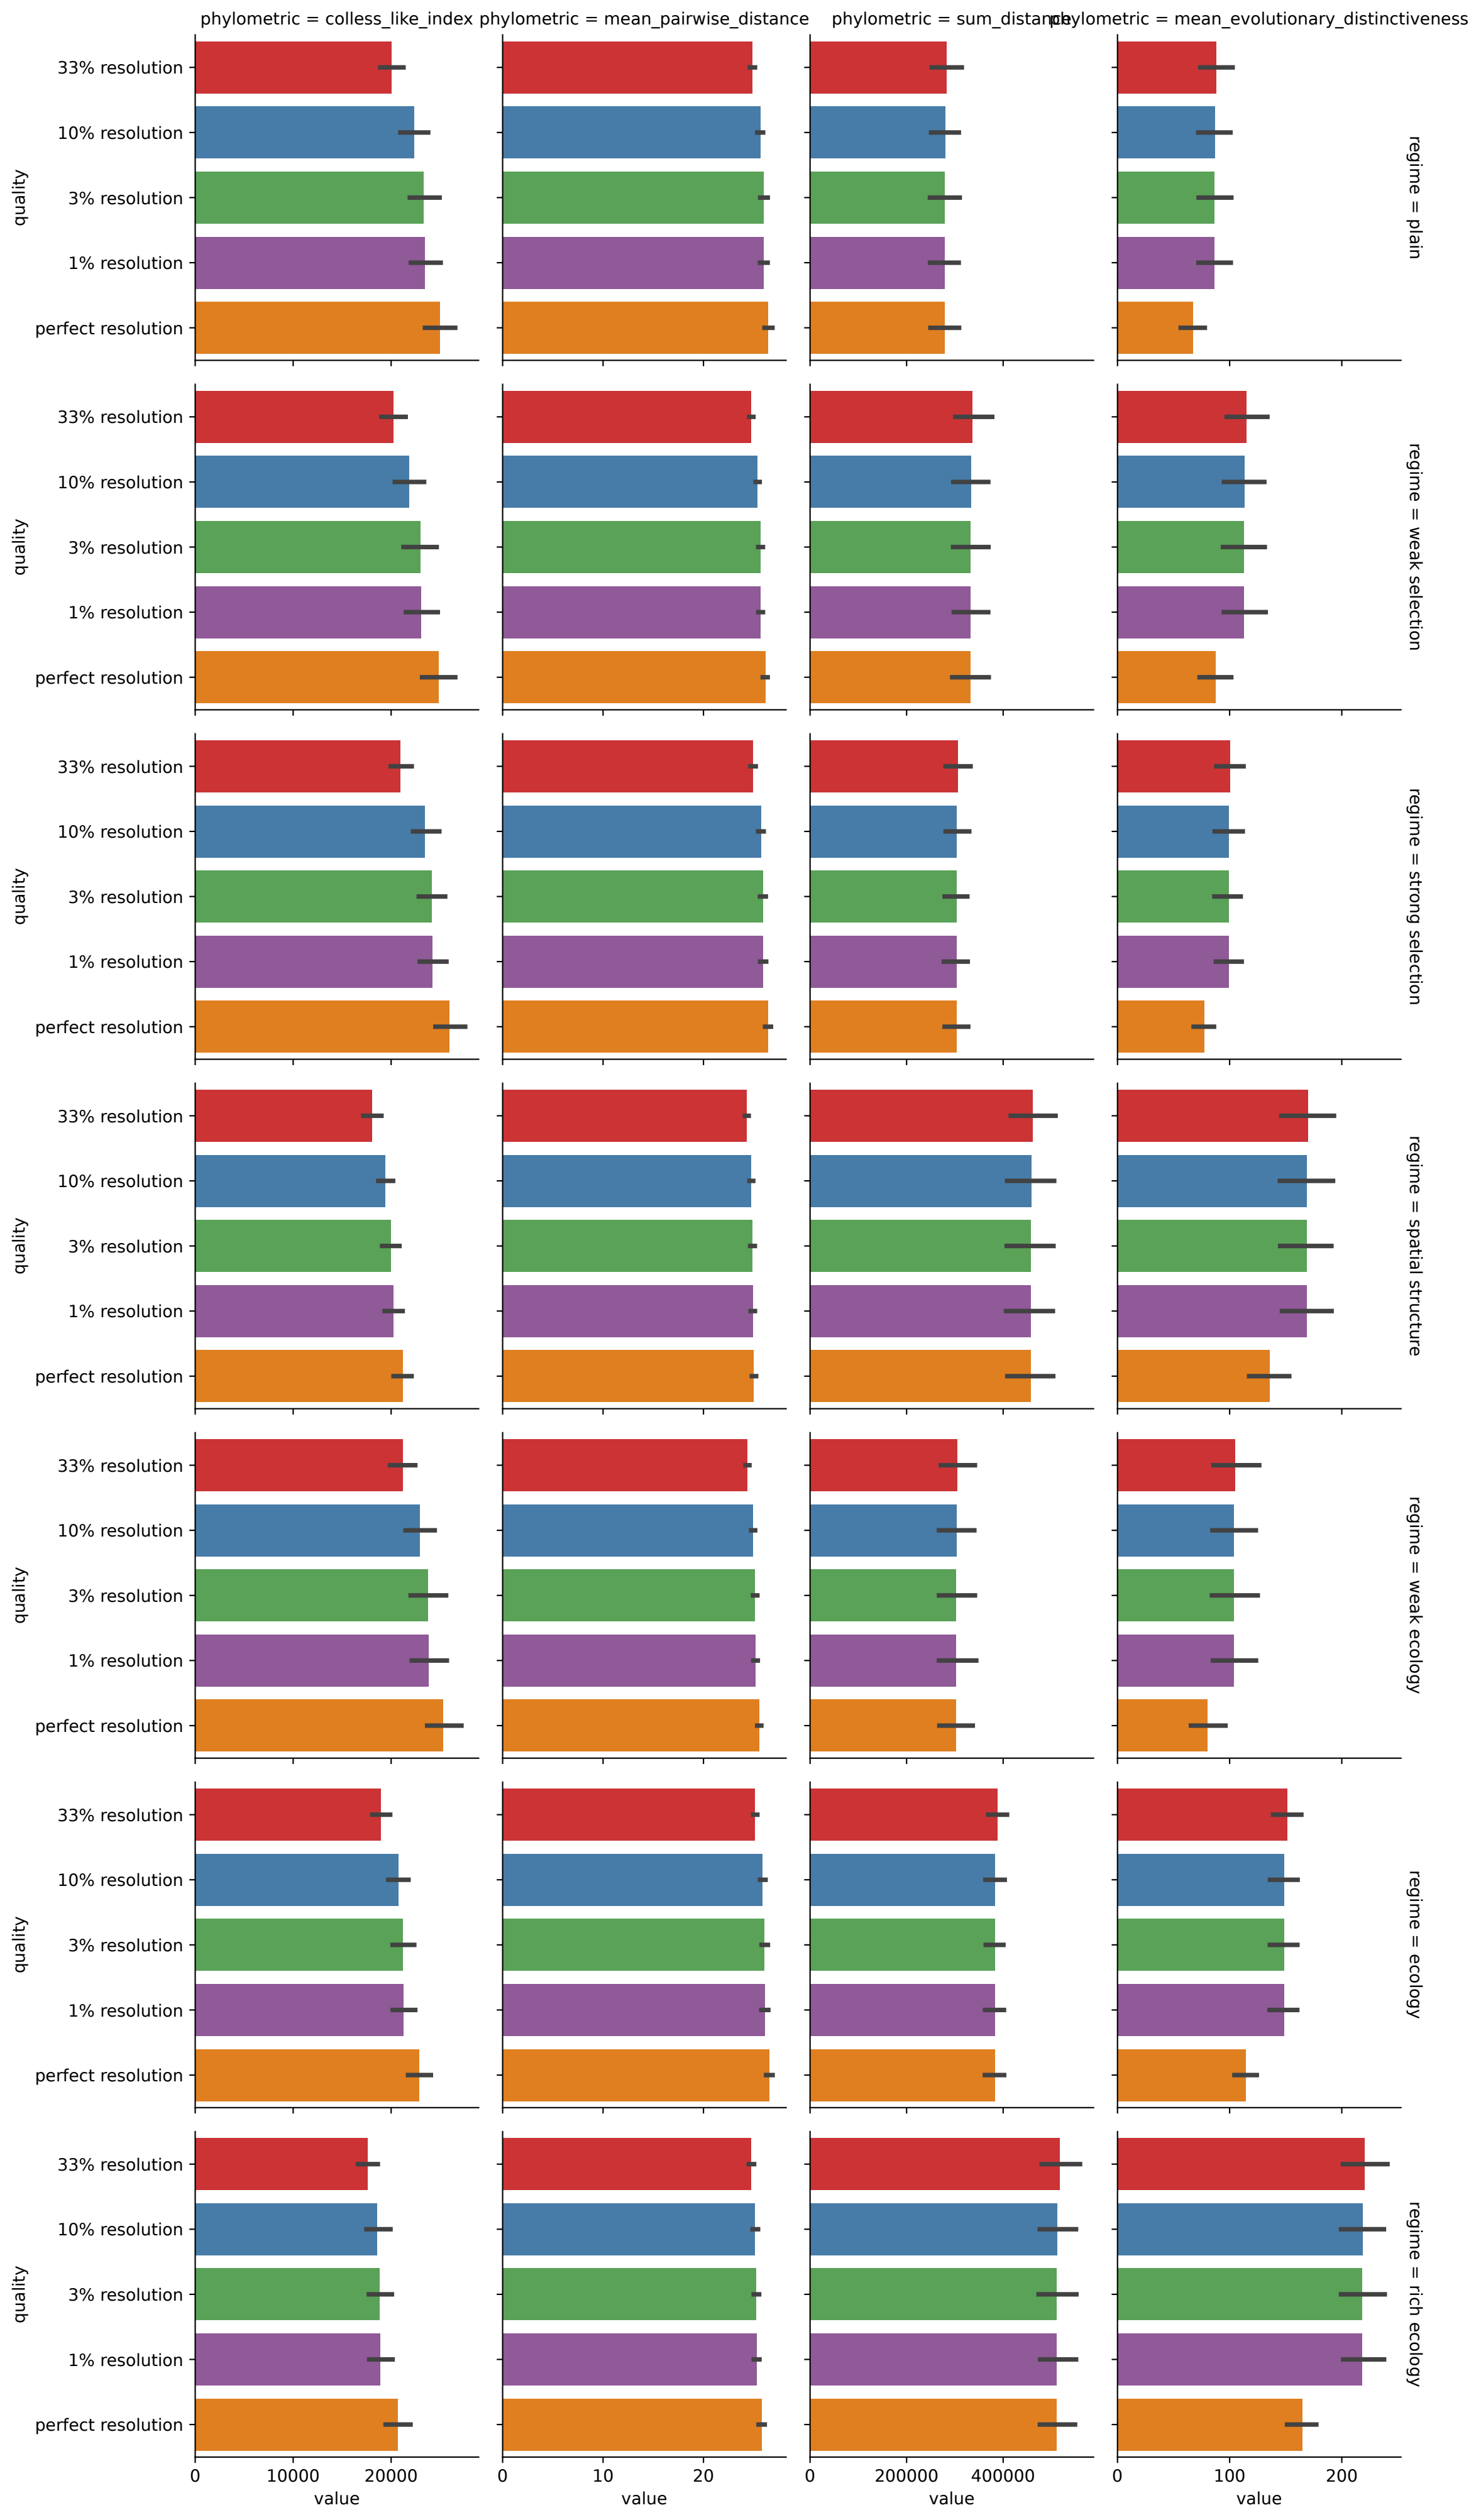 phylometric = colless_like_index
phylometric = mean_pairwise_distance
phylometric = sum_distance
phylometric = mean_evolutionary_distinctiveness
quality
33% resolution
10% resolution
3% resolution
1% resolution
perfect resolution
regime = plain
quality
33% resolution
10% resolution
3% resolution
1% resolution
perfect resolution
regime = weak selection
quality
33% resolution
10% resolution
3% resolution
1% resolution
perfect resolution
regime = strong selection
quality
33% resolution
10% resolution
3% resolution
1% resolution
perfect resolution
regime = spatial structure
quality
33% resolution
10% resolution
3% resolution
1% resolution
perfect resolution
regime = weak ecology
quality
33% resolution
10% resolution
3% resolution
1% resolution
perfect resolution
regime = ecology
quality
33% resolution
10% resolution
3% resolution
1% resolution
perfect resolution
regime = rich ecology
0 10000 20000
0 10 20
0 200000 400000
0 100 200
value
value
value
value